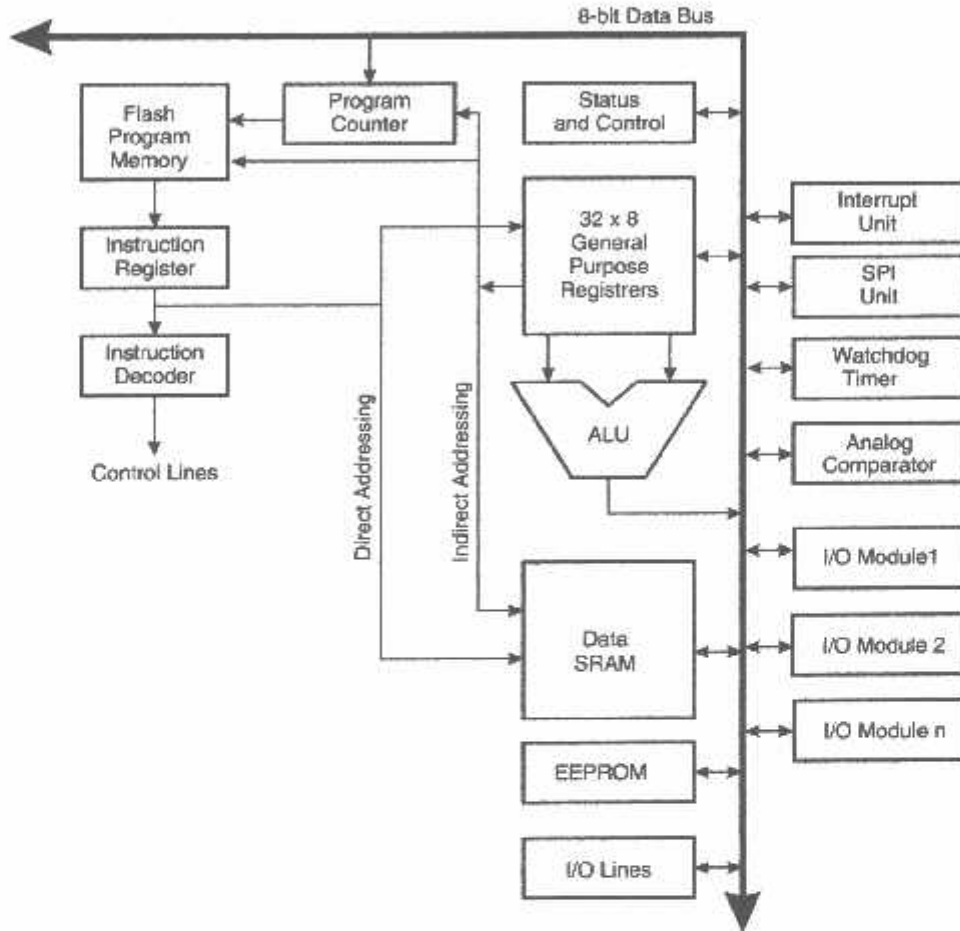 8-bit Data Bus
Flash
Program
Memory
Program
Counter
Status
and Control
Instruction
Register
32 x 8
General
Purpose
Registrers
Interrupt
Unit
SPI
Unit
Instruction
Decoder
Watchdog
Timer
Control Lines
ALU
Analog
Comparator
Direct Addressing
Indirect Addressing
I/O Module1
Data
SRAM
I/O Module 2
I/O Module n
EEPROM
I/O Lines